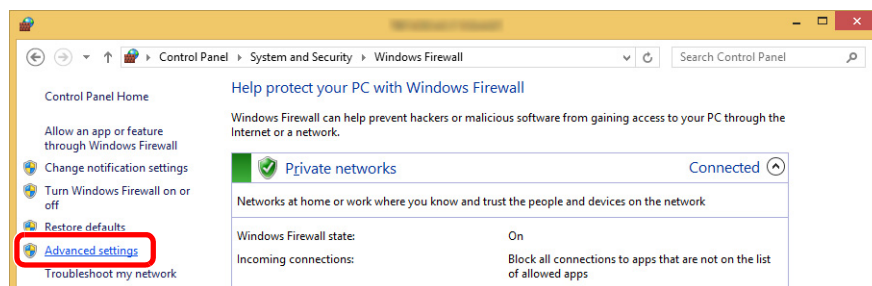 Control Panel
System and Security
Windows Firewall
Search Control Panel
Control Panel Home
Allow an app or feature
through Windows Firewall
Change notification settings
Turn Windows Firewall on or
off
Restore defaults
Advanced settings
Troubleshoot my network
Help protect your PC with Windows Firewall
Windows Firewall can help prevent hackers or malicious software from gaining access to your PC through the
Internet or a network.
Private networks
Connected
Networks at home or work where you know and trust the people and devices on the network
Windows Firewall state: On
Incoming connections: Block all connections to apps that are not on the list
of allowed apps